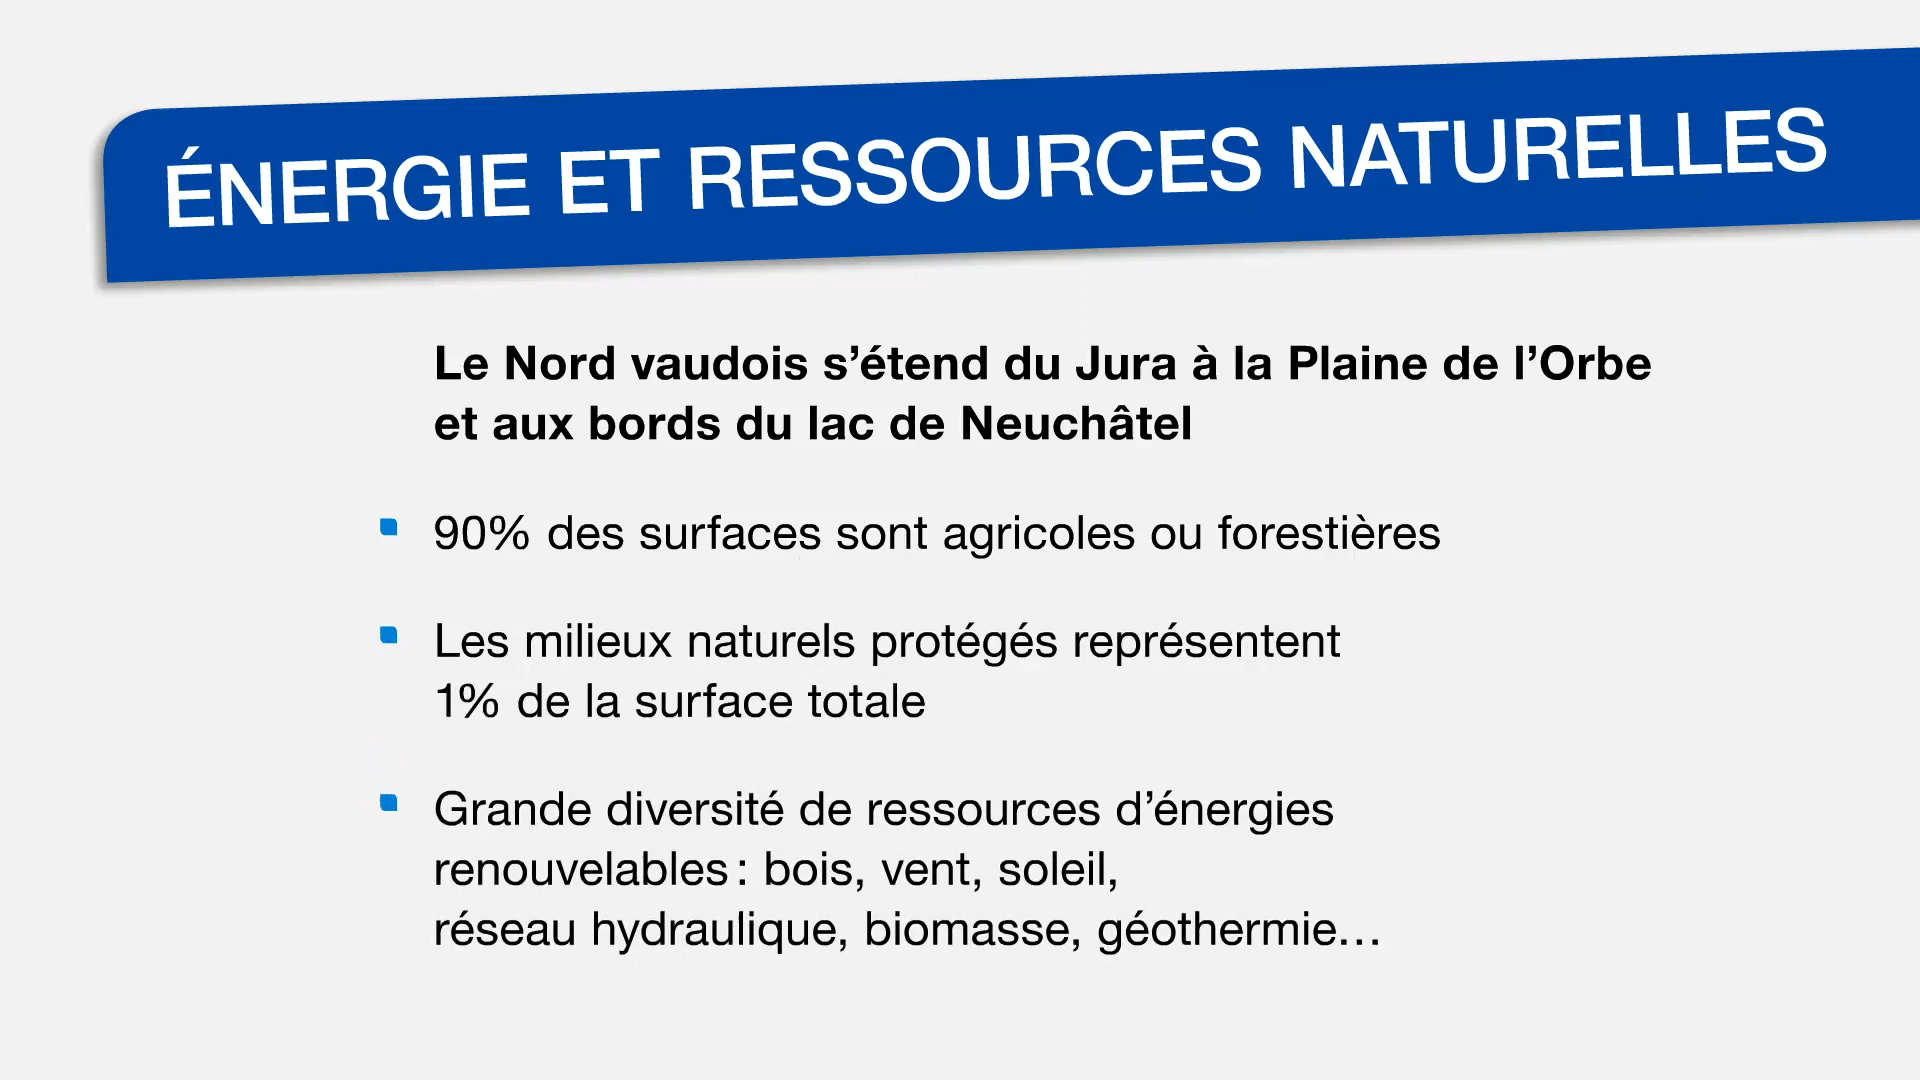 ÉNERGIE ET RESSOURCES NATURELLES
Le Nord vaudois s’étend du Jura à la Plaine de l’Orbe
et aux bords du lac de Neuchâtel
90% des surfaces sont agricoles ou forestières
Les milieux naturels protégés représentent
1% de la surface totale
Grande diversité de ressources d’énergies
renouvelables : bois, vent, soleil,
réseau hydraulique, biomasse, géothermie…